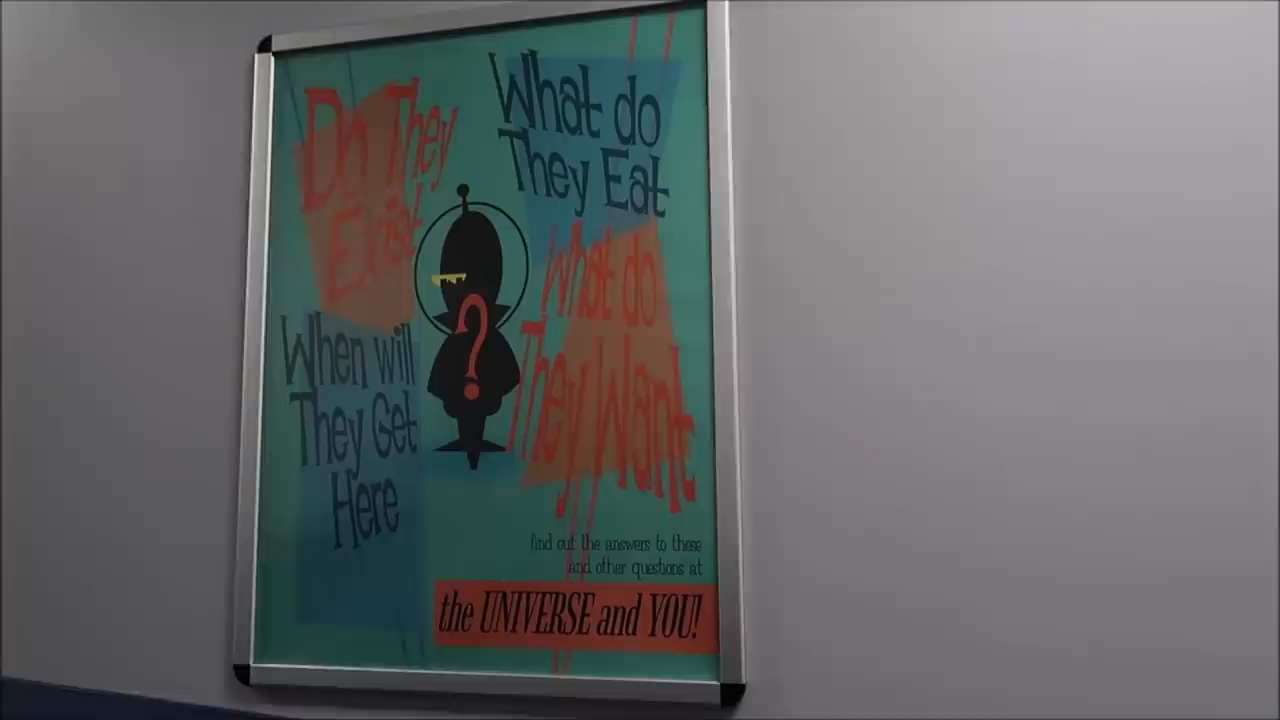 Do They
Exist
What do
They Eat
What do
They Want
When will
They Get
Here
?
find out the answers to these
and other questions at
the UNIVERSE and YOU!